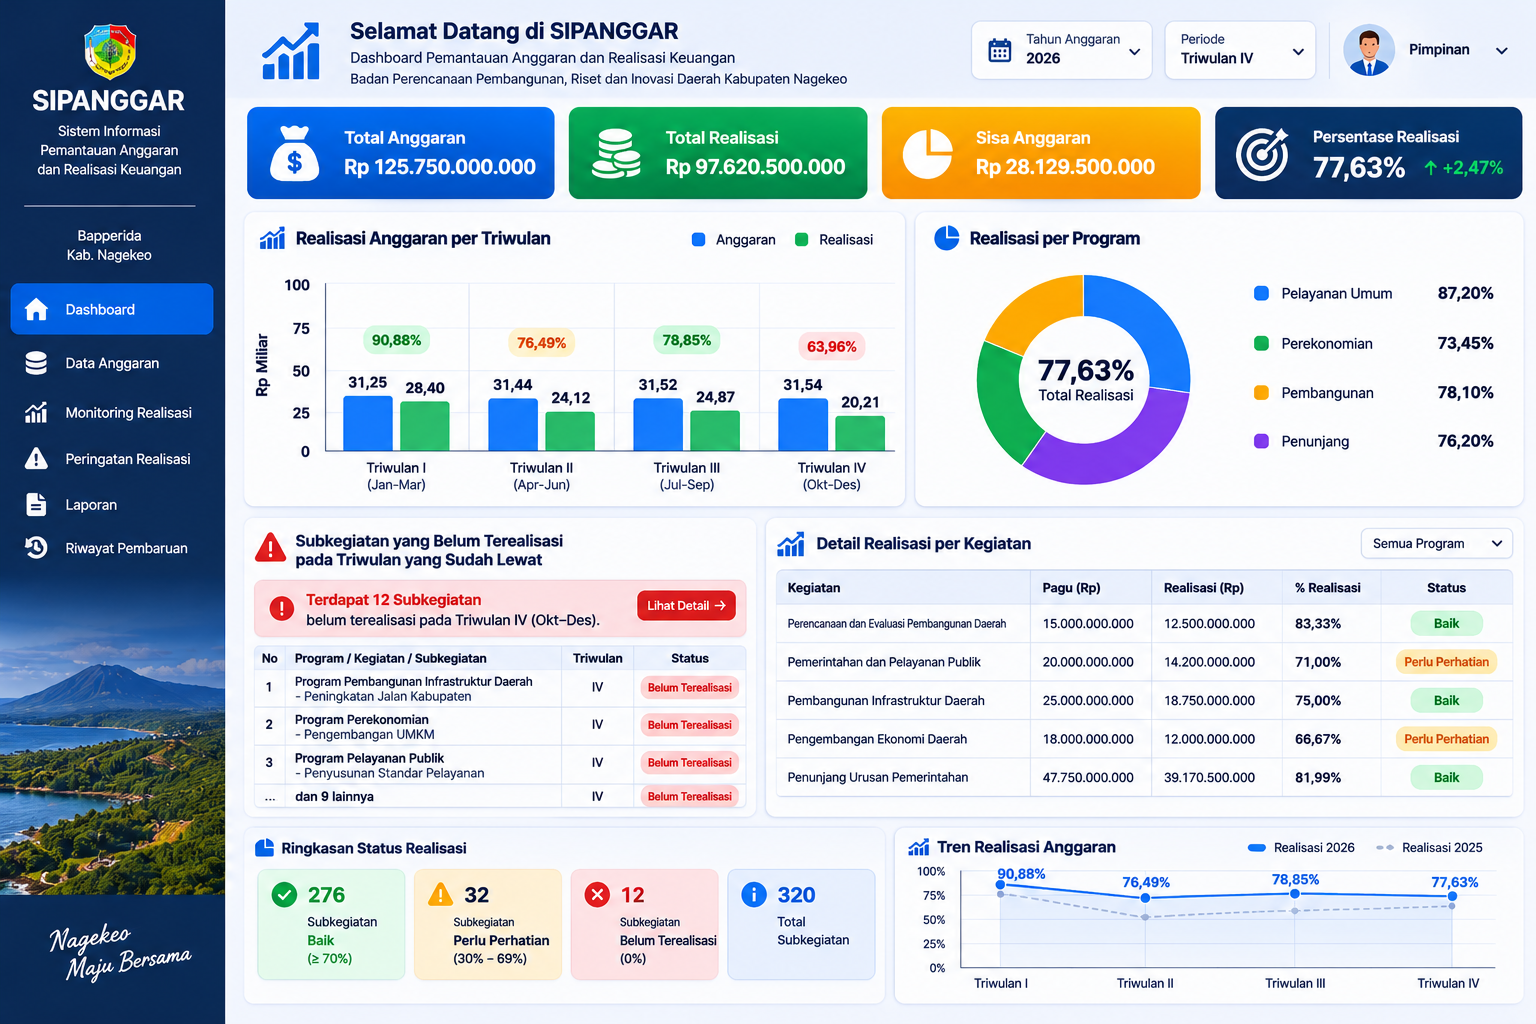 SIPANGGAR
Sistem Informasi
Pemantauan Anggaran
dan Realisasi Keuangan
Bapperida
Kab. Nagekeo
Dashboard
Data Anggaran
Monitoring Realisasi
Peringatan Realisasi
Laporan
Riwayat Pembaruan
Nagekeo
Maju Bersama
Selamat Datang di SIPANGGAR
Dashboard Pemantauan Anggaran dan Realisasi Keuangan
Badan Perencanaan Pembangunan, Riset dan Inovasi Daerah Kabupaten Nagekeo
Tahun Anggaran
2026
Periode
Triwulan IV
Pimpinan
$
Total Anggaran
Rp 125.750.000.000
Total Realisasi
Rp 97.620.500.000
Sisa Anggaran
Rp 28.129.500.000
Persentase Realisasi
77,63% ↑ +2,47%
Realisasi Anggaran per Triwulan
Anggaran Realisasi
Rp Miliar
100
75
50
25
0
90,88% 76,49% 78,85% 63,96%
31,25 28,40 31,44 24,12 31,52 24,87 31,54 20,21
Triwulan I Triwulan II Triwulan III Triwulan IV
(Jan-Mar) (Apr-Jun) (Jul-Sep) (Okt-Des)
Realisasi per Program
77,63%
Total Realisasi
Pelayanan Umum 87,20%
Perekonomian 73,45%
Pembangunan 78,10%
Penunjang 76,20%
Subkegiatan yang Belum Terealisasi
pada Triwulan yang Sudah Lewat
Terdapat 12 Subkegiatan
belum terealisasi pada Triwulan IV (Okt–Des).
Lihat Detail →
No Program / Kegiatan / Subkegiatan Triwulan Status
1 Program Pembangunan Infrastruktur Daerah IV Belum Terealisasi
- Peningkatan Jalan Kabupaten
2 Program Perekonomian IV Belum Terealisasi
- Pengembangan UMKM
3 Program Pelayanan Publik IV Belum Terealisasi
- Penyusunan Standar Pelayanan
... dan 9 lainnya IV Belum Terealisasi
Detail Realisasi per Kegiatan
Semua Program
Kegiatan Pagu (Rp) Realisasi (Rp) % Realisasi Status
Perencanaan dan Evaluasi Pembangunan Daerah 15.000.000.000 12.500.000.000 83,33% Baik
Pemerintahan dan Pelayanan Publik 20.000.000.000 14.200.000.000 71,00% Perlu Perhatian
Pembangunan Infrastruktur Daerah 25.000.000.000 18.750.000.000 75,00% Baik
Pengembangan Ekonomi Daerah 18.000.000.000 12.000.000.000 66,67% Perlu Perhatian
Penunjang Urusan Pemerintahan 47.750.000.000 39.170.500.000 81,99% Baik
Ringkasan Status Realisasi
276
Subkegiatan
Baik
(≥ 70%)
32
Subkegiatan
Perlu Perhatian
(30% – 69%)
12
Subkegiatan
Belum Terealisasi
(0%)
320
Total
Subkegiatan
Tren Realisasi Anggaran
Realisasi 2026 Realisasi 2025
100%
75%
50%
25%
0%
90,88% 76,49% 78,85% 77,63%
Triwulan I Triwulan II Triwulan III Triwulan IV